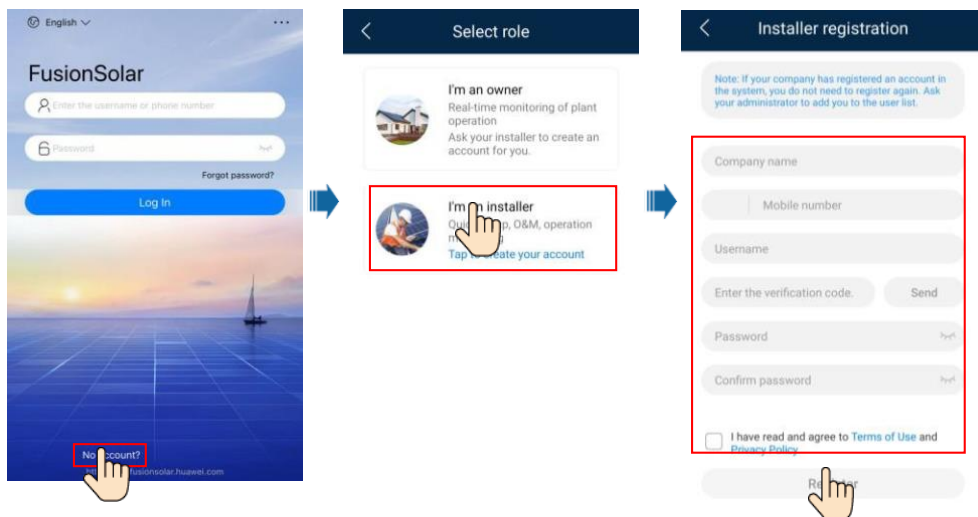 English
FusionSolar
Enter the username or phone number
Password
Forgot password?
Log In
No
fusionsolar.huawei.com
Select role
I'm an owner
Real-time monitoring of plant
operation
Ask your installer to create an
account for you.
I'm installer
O&M, operation
Tap your account
Installer registration
Note: If your company has registered an account in
the system, you do not need to register again. Ask
your administrator to add you to the user list.
Company name
Mobile number
Username
Enter the verification code.
Send
Password
Confirm password
I have read and agree to Terms of Use and
Privacy Policy